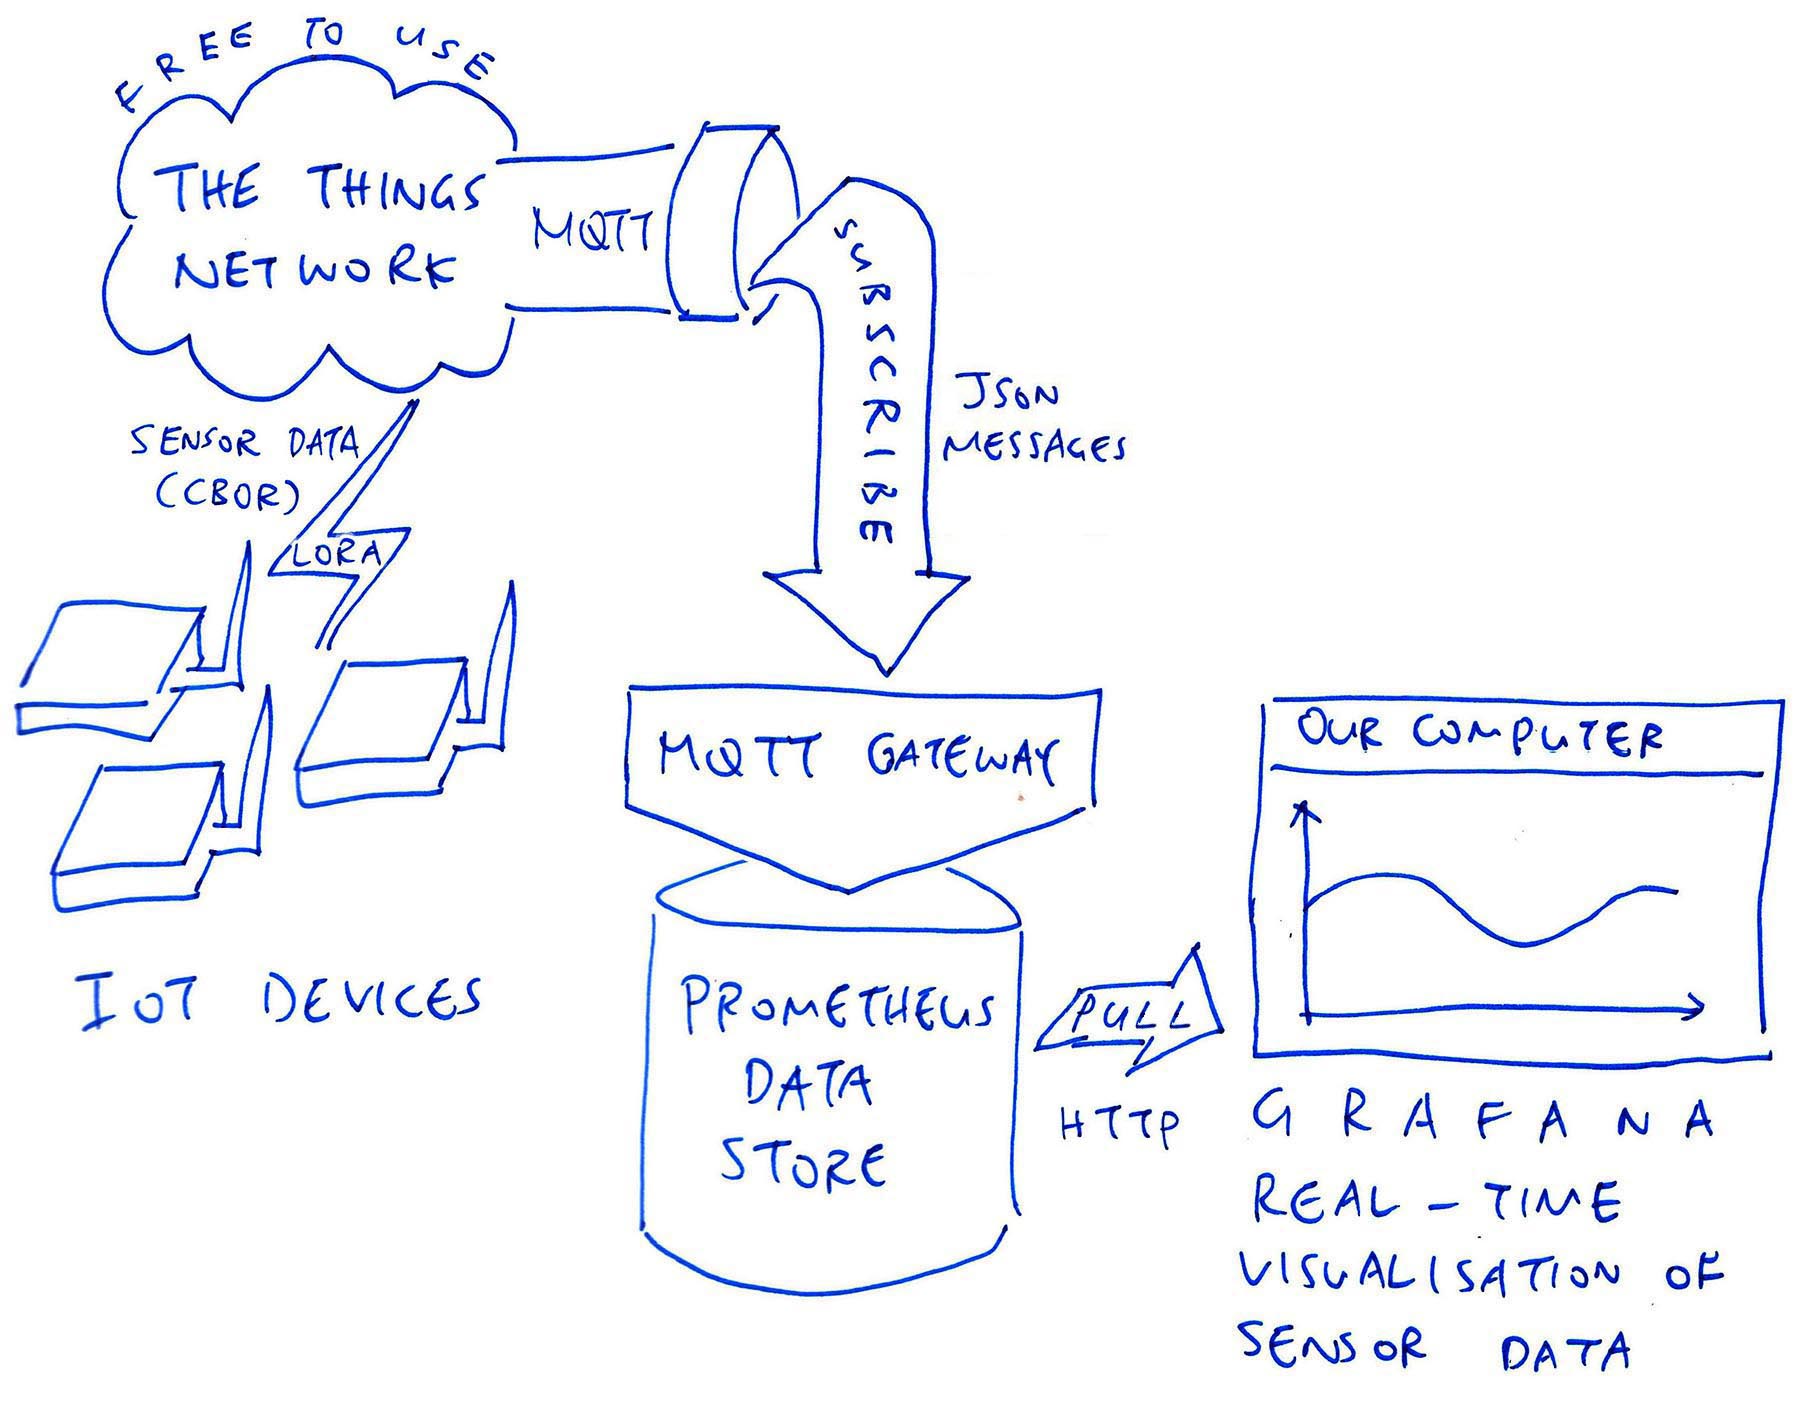 FREE TO USE
THE THINGS
NETWORK
MQTT
SUBSCRIBE
JSON
MESSAGES
SENSOR DATA
(CBOR)
LORA
IOT DEVICES
MQTT GATEWAY
PROMETHEUS
DATA
STORE
PULL
HTTP
OUR COMPUTER
GRAFANA
REAL-TIME
VISUALISATION OF
SENSOR DATA